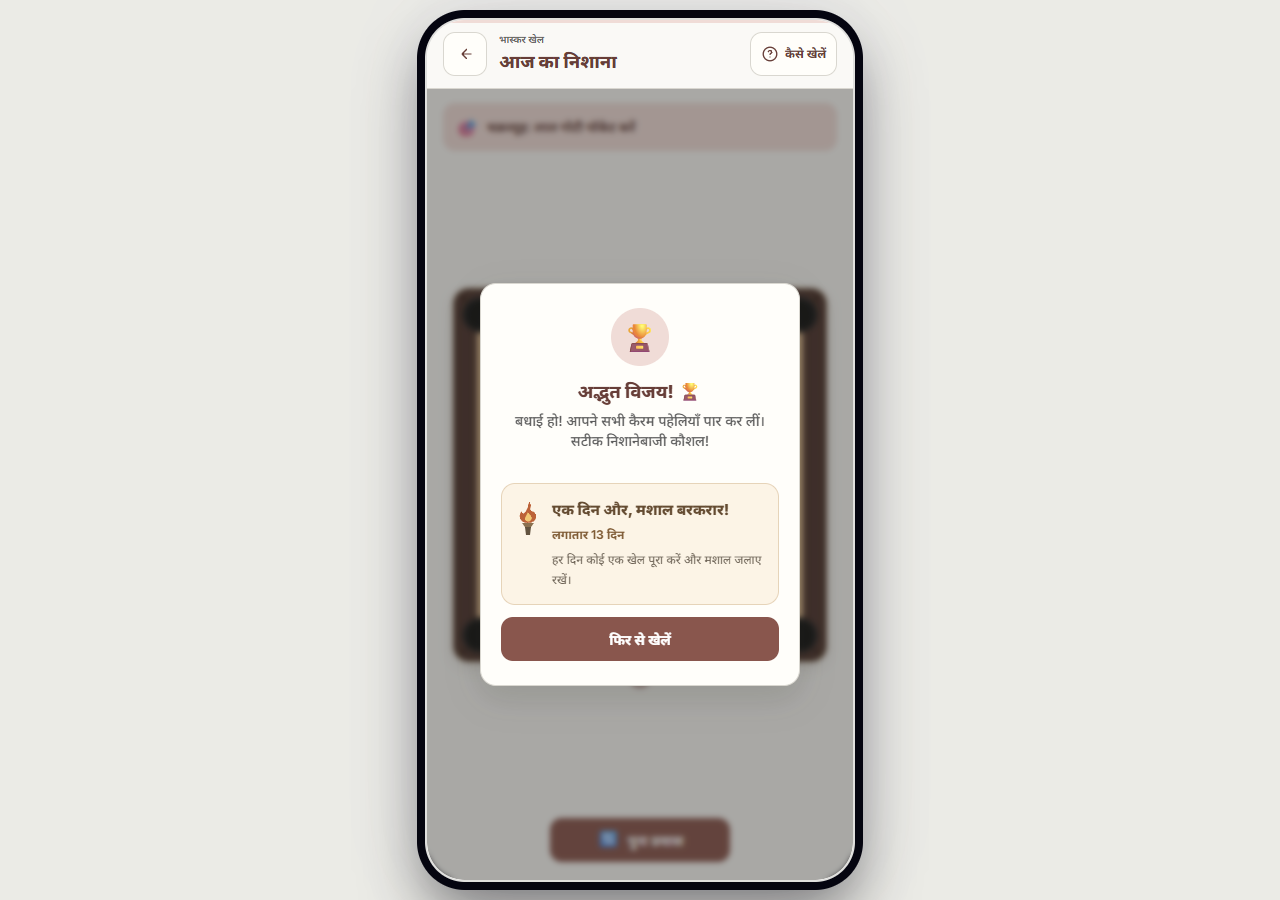 भास्कर खेल
आज का निशाना
कैसे खेलें
अद्भुत विजय!
बधाई हो! आपने सभी कैरम पहेलियाँ पार कर लीं।
सटीक निशानेबाजी कौशल!
एक दिन और, मशाल बरकरार!
लगातार 13 दिन
हर दिन कोई एक खेल पूरा करें और मशाल जलाए
रखें।
फिर से खेलें